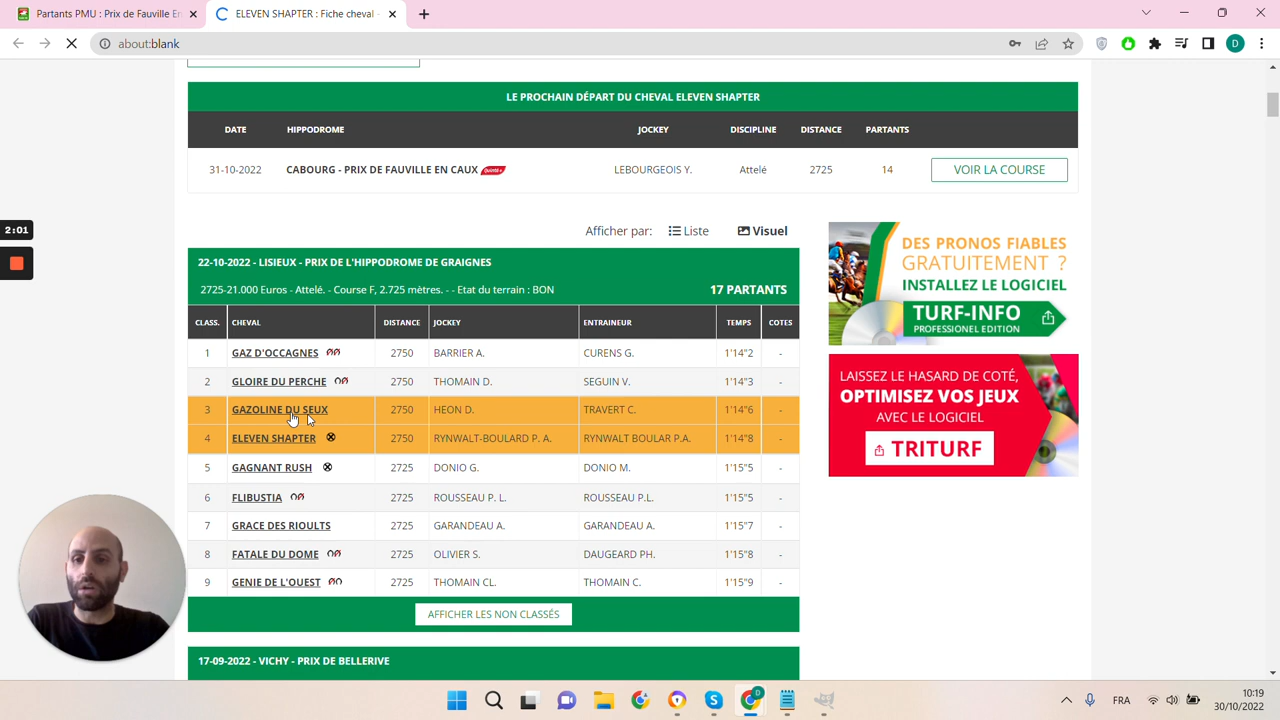 Partants PMU : Prix de Fauville En
ELEVEN SHAPTER : Fiche cheval -
about:blank
D
LE PROCHAIN DÉPART DU CHEVAL ELEVEN SHAPTER
DATE HIPPODROME JOCKEY DISCIPLINE DISTANCE PARTANTS
31-10-2022 CABOURG - PRIX DE FAUVILLE EN CAUX Quinté+ LEBOURGEOIS Y. Attelé 2725 14 VOIR LA COURSE
2:01
Afficher par: Liste Visuel
22-10-2022 - LISIEUX - PRIX DE L'HIPPODROME DE GRAIGNES
2725-21.000 Euros - Attelé. - Course F, 2.725 mètres. - - Etat du terrain : BON 17 PARTANTS
CLASS. CHEVAL DISTANCE JOCKEY ENTRAINEUR TEMPS COTES
1 GAZ D'OCCAGNES 2750 BARRIER A. CURENS G. 1'14"2 -
2 GLOIRE DU PERCHE 2750 THOMAIN D. SEGUIN V. 1'14"3 -
3 GAZOLINE DU SEUX 2750 HEON D. TRAVERT C. 1'14"6 -
4 ELEVEN SHAPTER 2750 RYNWALT-BOULARD P. A. RYNWALT BOULAR P.A. 1'14"8 -
5 GAGNANT RUSH 2725 DONIO G. DONIO M. 1'15"5 -
6 FLIBUSTIA 2725 ROUSSEAU P. L. ROUSSEAU P.L. 1'15"5 -
7 GRACE DES RIOULTS 2725 GARANDEAU A. GARANDEAU A. 1'15"7 -
8 FATALE DU DOME 2725 OLIVIER S. DAUGEARD PH. 1'15"8 -
9 GENIE DE L'OUEST 2725 THOMAIN CL. THOMAIN C. 1'15"9 -
AFFICHER LES NON CLASSÉS
17-09-2022 - VICHY - PRIX DE BELLERIVE
DES PRONOS FIABLES
GRATUITEMENT ?
INSTALLEZ LE LOGICIEL
TURF-INFO
PROFESSIONEL EDITION
LAISSEZ LE HASARD DE COTÉ,
OPTIMISEZ VOS JEUX
AVEC LE LOGICIEL
TRITURF
D
FRA
10:19
30/10/2022